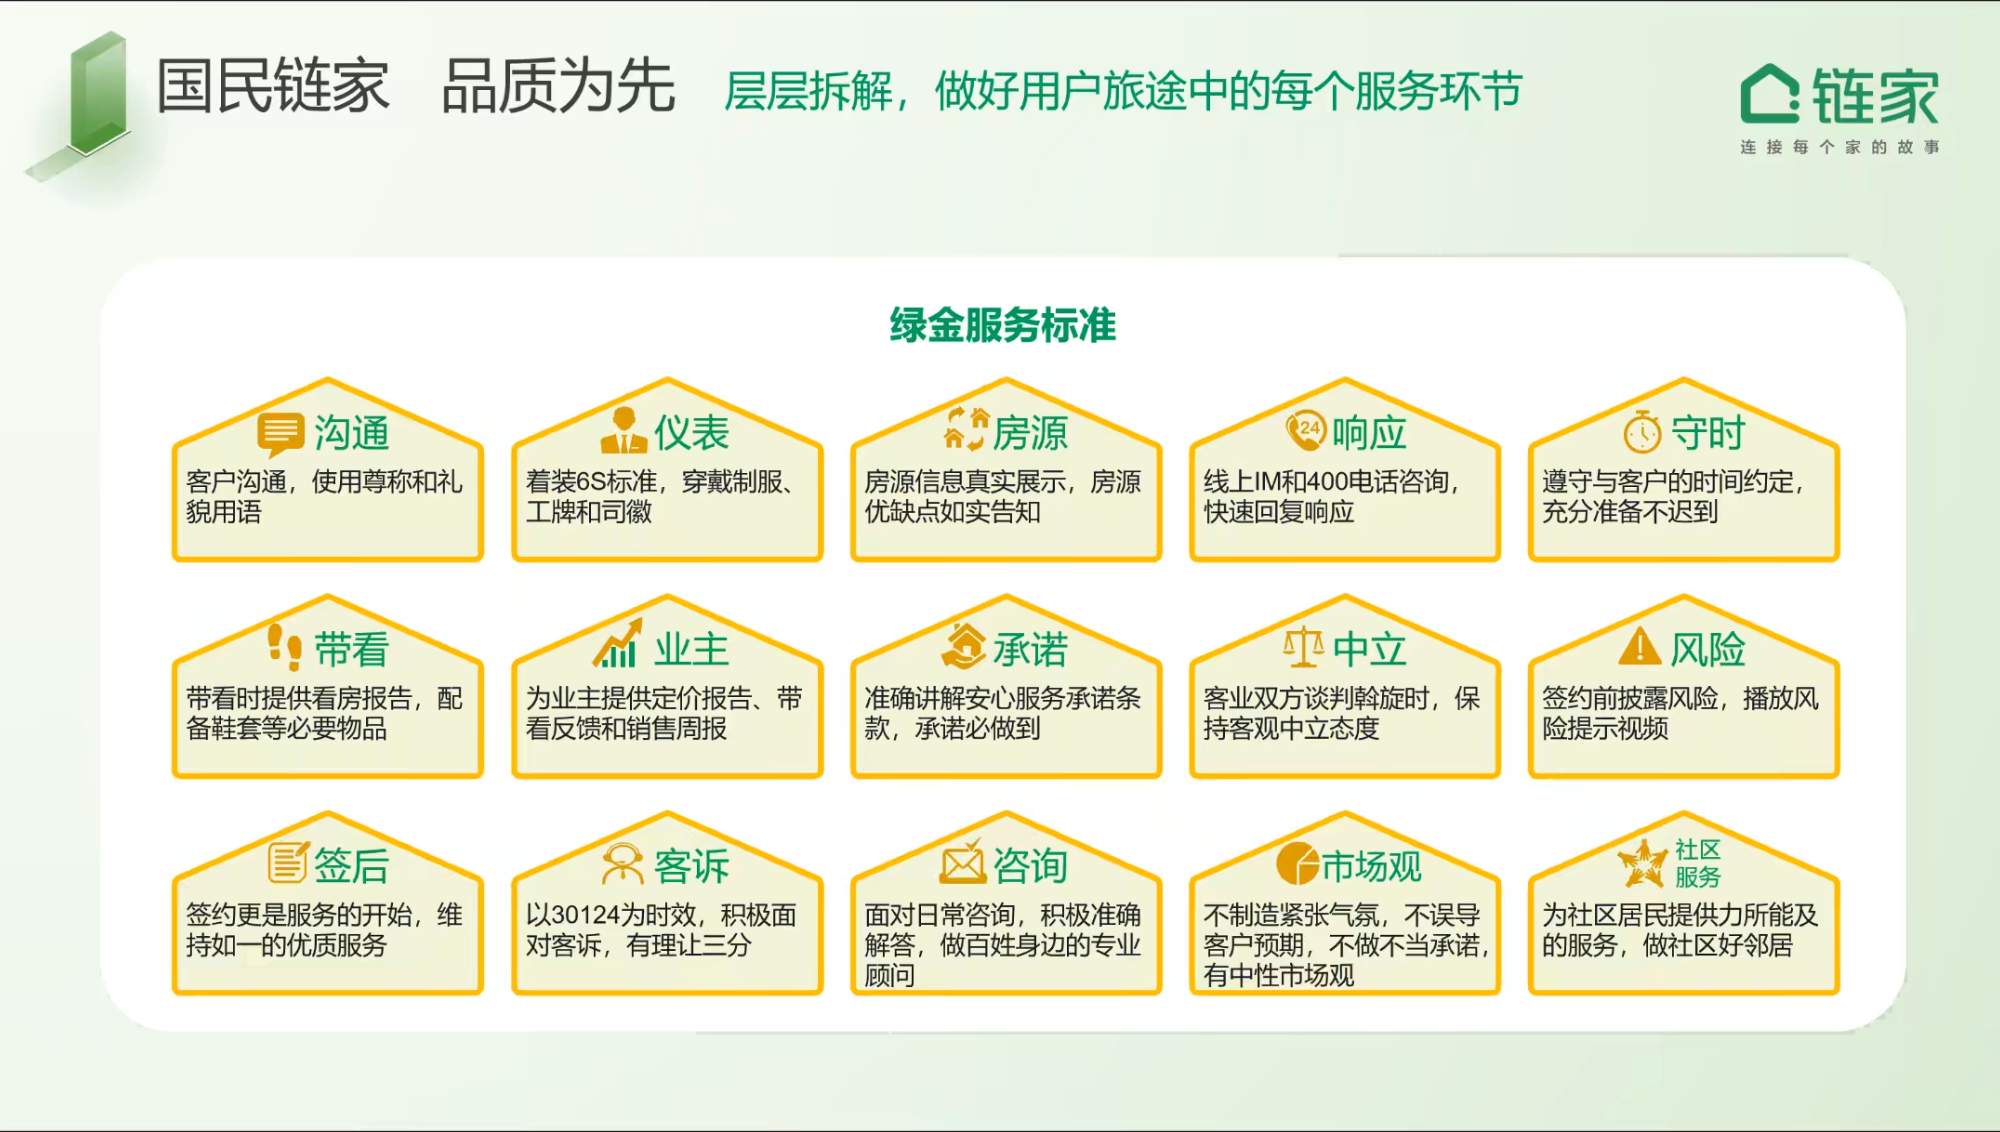 国民链家 品质为先 层层拆解，做好用户旅途中的每个服务环节
链家
连接每个家的故事
绿金服务标准
沟通
客户沟通，使用尊称和礼
貌用语
仪表
着装6S标准，穿戴制服、
工牌和司徽
房源
房源信息真实展示，房源
优缺点如实告知
24
响应
线上IM和400电话咨询，
快速回复响应
守时
遵守与客户的时间约定，
充分准备不迟到
带看
带看时提供看房报告，配
备鞋套等必要物品
业主
为业主提供定价报告、带
看反馈和销售周报
承诺
准确讲解安心服务承诺条
款，承诺必做到
中立
客业双方谈判斡旋时，保
持客观中立态度
风险
签约前披露风险，播放风
险提示视频
签后
签约更是服务的开始，维
持如一的优质服务
客诉
以30124为时效，积极面
对客诉，有理让三分
咨询
面对日常咨询，积极准确
解答，做百姓身边的专业
顾问
市场观
不制造紧张气氛，不误导
客户预期，不做不当承诺，
有中性市场观
社区
服务
为社区居民提供力所能及
的服务，做社区好邻居